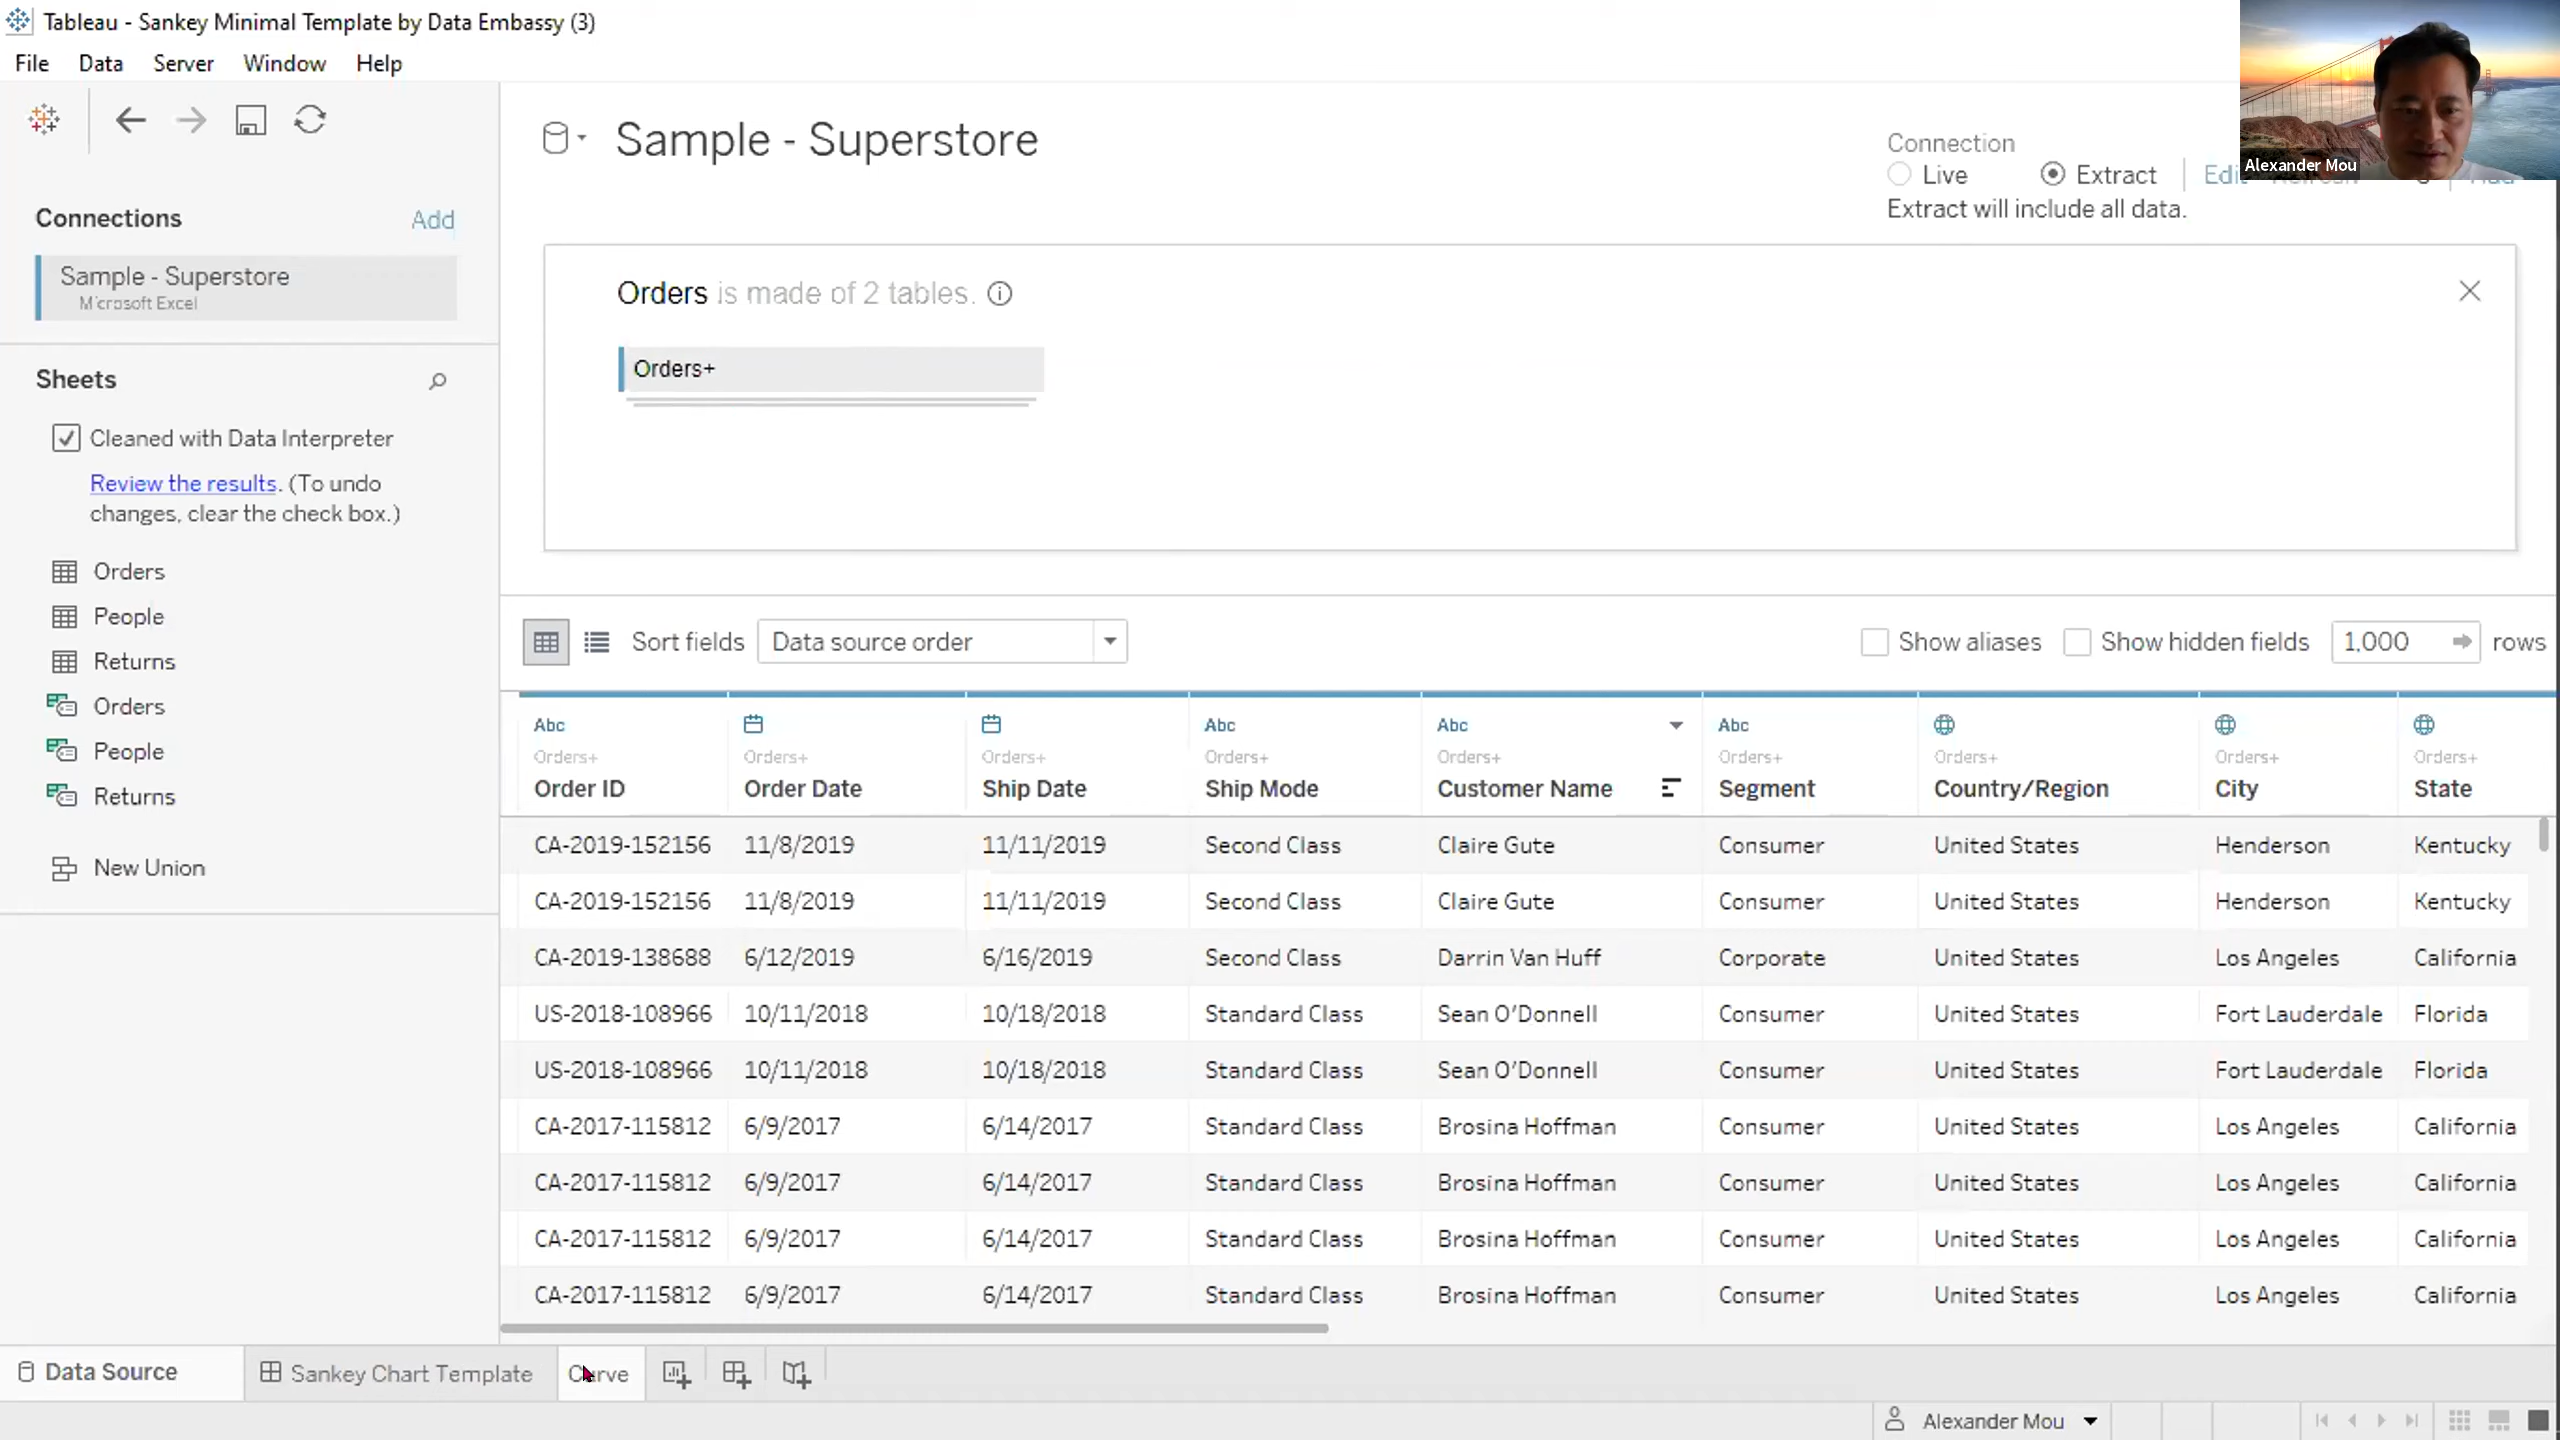 Tableau - Sankey Minimal Template by Data Embassy (3)
File Data Server Window Help
Connections Add
Sample - Superstore
Microsoft Excel
Sheets
Cleaned with Data Interpreter
Review the results. (To undo
changes, clear the check box.)
Orders
People
Returns
Orders
People
Returns
New Union
Sample - Superstore
Connection
Live Extract
Extract will include all data.
Alexander Mou
Orders is made of 2 tables.
Orders+
Sort fields Data source order Show aliases Show hidden fields 1,000 rows
Abc Abc Abc Abc
Orders+ Orders+ Orders+ Orders+ Orders+ Orders+ Orders+ Orders+ Orders+
Order ID Order Date Ship Date Ship Mode Customer Name Segment Country/Region City State
CA-2019-152156 11/8/2019 11/11/2019 Second Class Claire Gute Consumer United States Henderson Kentucky
CA-2019-152156 11/8/2019 11/11/2019 Second Class Claire Gute Consumer United States Henderson Kentucky
CA-2019-138688 6/12/2019 6/16/2019 Second Class Darrin Van Huff Corporate United States Los Angeles California
US-2018-108966 10/11/2018 10/18/2018 Standard Class Sean O'Donnell Consumer United States Fort Lauderdale Florida
US-2018-108966 10/11/2018 10/18/2018 Standard Class Sean O'Donnell Consumer United States Fort Lauderdale Florida
CA-2017-115812 6/9/2017 6/14/2017 Standard Class Brosina Hoffman Consumer United States Los Angeles California
CA-2017-115812 6/9/2017 6/14/2017 Standard Class Brosina Hoffman Consumer United States Los Angeles California
CA-2017-115812 6/9/2017 6/14/2017 Standard Class Brosina Hoffman Consumer United States Los Angeles California
CA-2017-115812 6/9/2017 6/14/2017 Standard Class Brosina Hoffman Consumer United States Los Angeles California
Data Source Sankey Chart Template Curve
Alexander Mou